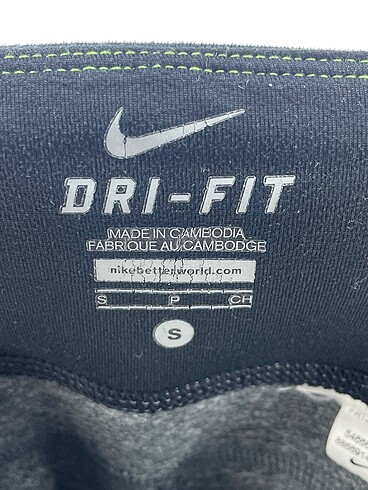 DRI-FIT
MADE IN CAMBODIA
FABRIQUE AU CAMBODGE
nikebetterworld.com
S P CH
S